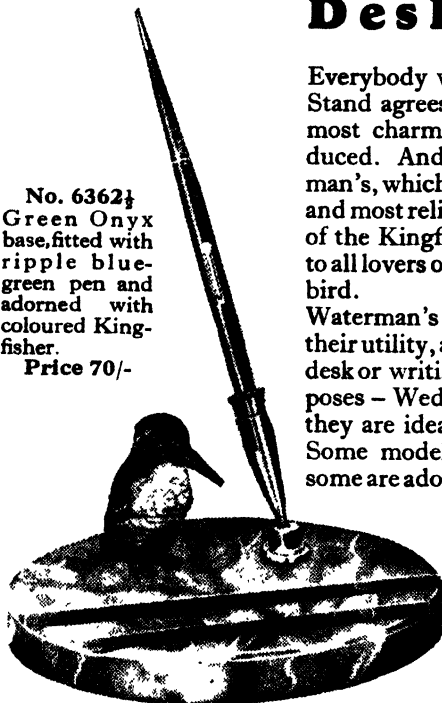 Desk
No. 6362½
Green Onyx
base,fitted with
ripple blue-
green pen and
adorned with
coloured King-
fisher.
Price 70/-
Everybody
Stand agrees
most charm
duced. And
man's, which
and most reli
of the Kingf
to all lovers o
bird.
Waterman's
their utility, a
desk or writi
poses – Wed
they are idea
Some mode
some are ado